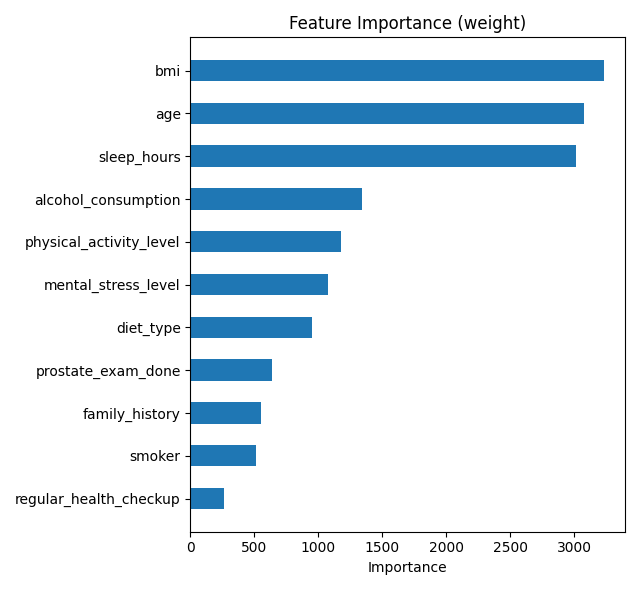 Feature Importance (weight)
bmi
age
sleep_hours
alcohol_consumption
physical_activity_level
mental_stress_level
diet_type
prostate_exam_done
family_history
smoker
regular_health_checkup
0 500 1000 1500 2000 2500 3000
Importance